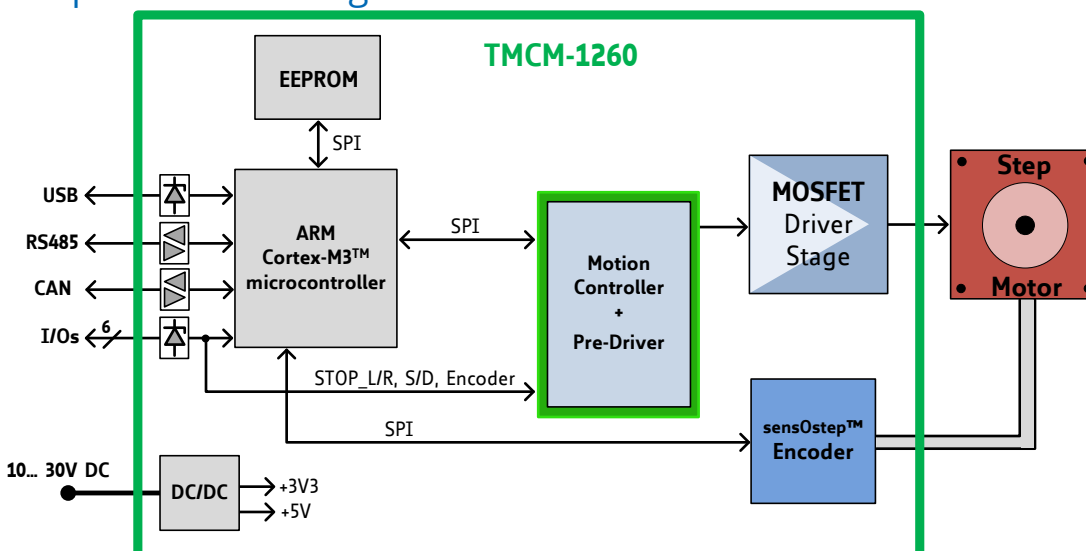 TMCM-1260
EEPROM
SPI
USB
RS485
CAN
I/Os
6
ARM
Cortex-M3™
microcontroller
SPI
Motion
Controller
+
Pre-Driver
MOSFET
Driver
Stage
Step
Motor
STOP_L/R, S/D, Encoder
SPI
sensOstep™
Encoder
10... 30V DC
DC/DC
+3V3
+5V